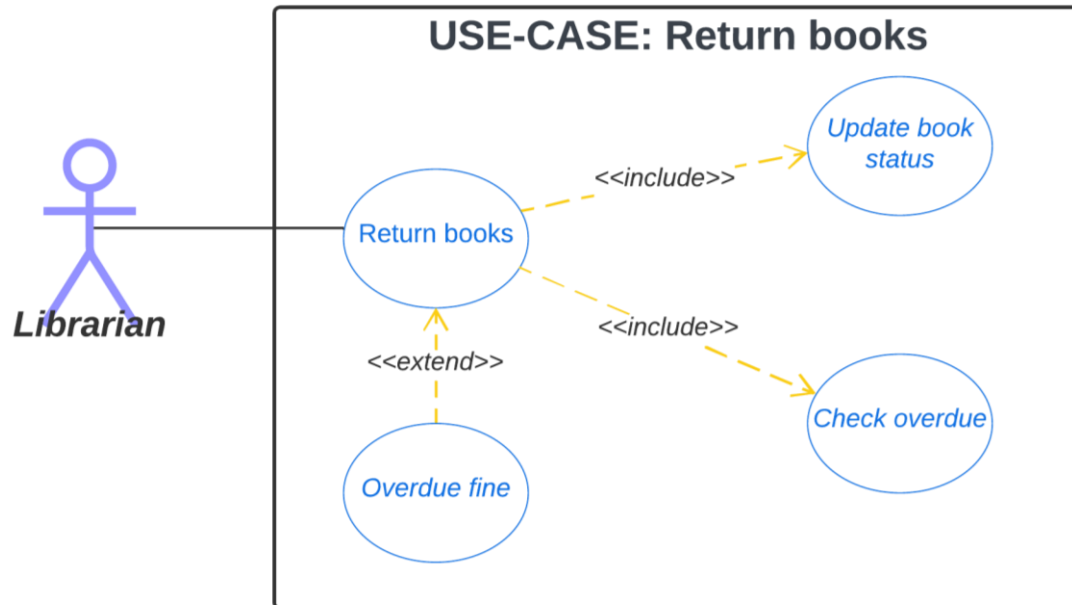 USE-CASE: Return books
Update book
status
<<include>>
Return books
Librarian
<<include>>
<<extend>>
Check overdue
Overdue fine